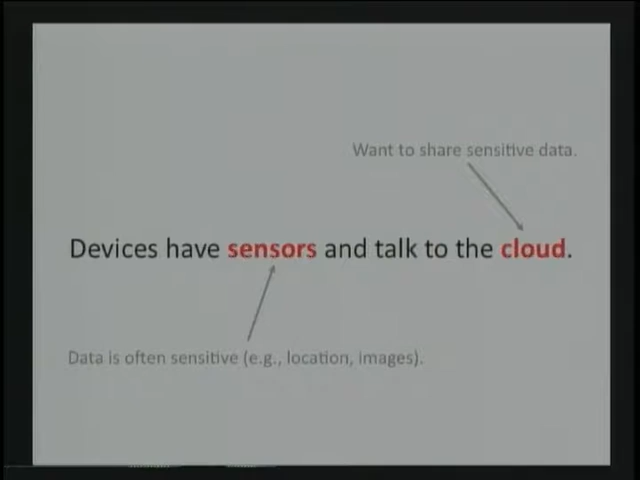 Want to share sensitive data.
Devices have sensors and talk to the cloud.
Data is often sensitive (e.g., location, images).